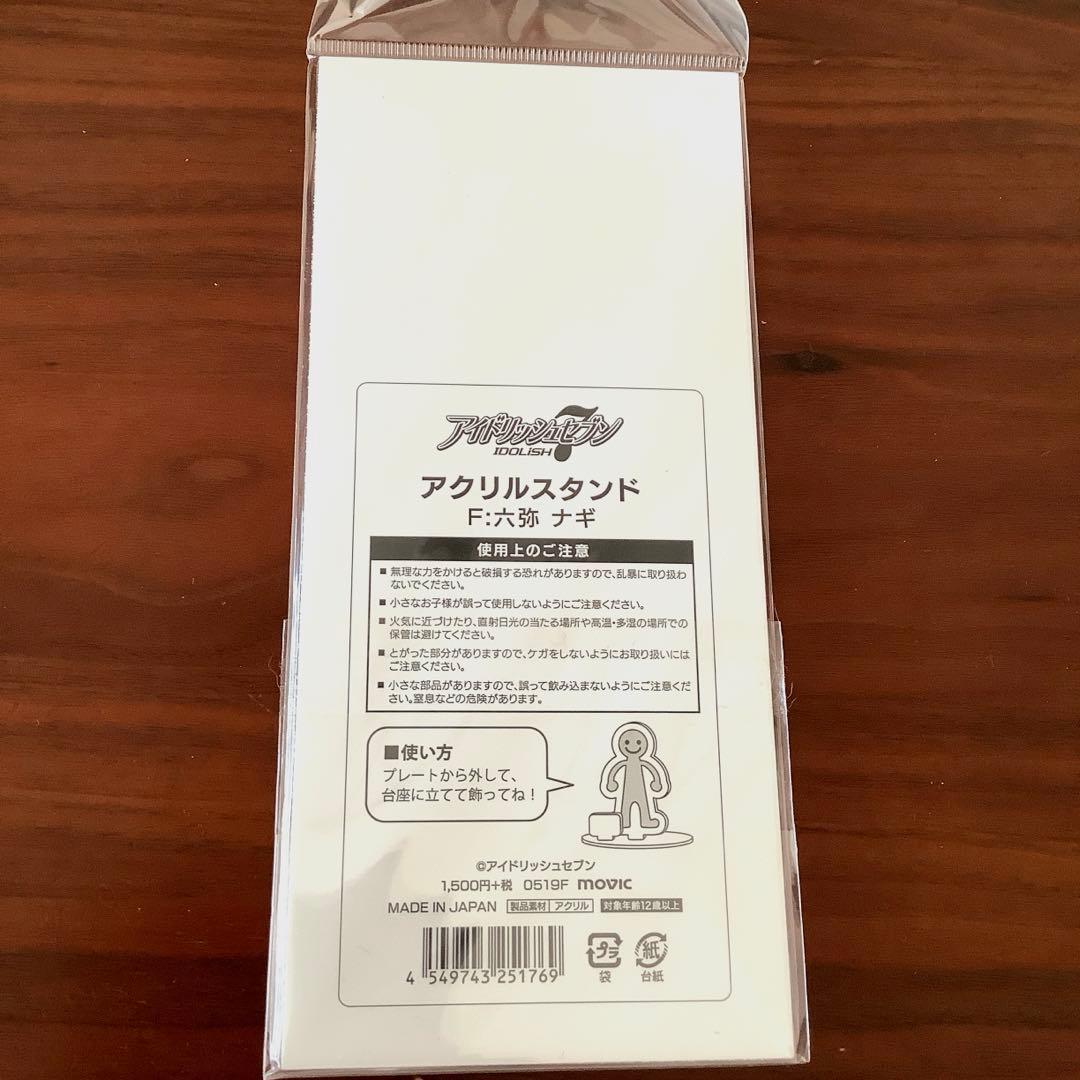 アイドリッシュセブン
7
IDOLiSH
アクリルスタンド
F:六弥 ナギ
使用上のご注意
■ 無理な力をかけると破損する恐れがありますので、乱暴に取り扱わ
ないでください。
■ 小さなお子様が誤って使用しないようにご注意ください。
■ 火気に近づけたり、直射日光の当たる場所や高温・多湿の場所での
保管は避けてください。
■ とがった部分がありますので、ケガをしないようにお取り扱いには
ご注意ください。
■ 小さな部品がありますので、誤って飲み込まないようにご注意くだ
さい。窒息などの危険があります。
■使い方
プレートから外して、
台座に立てて飾ってね!
©アイドリッシュセブン
1,500円+税 0519F movic
MADE IN JAPAN 製品素材 アクリル 対象年齢12歳以上
4 549743 251769
プラ 紙
袋 台紙